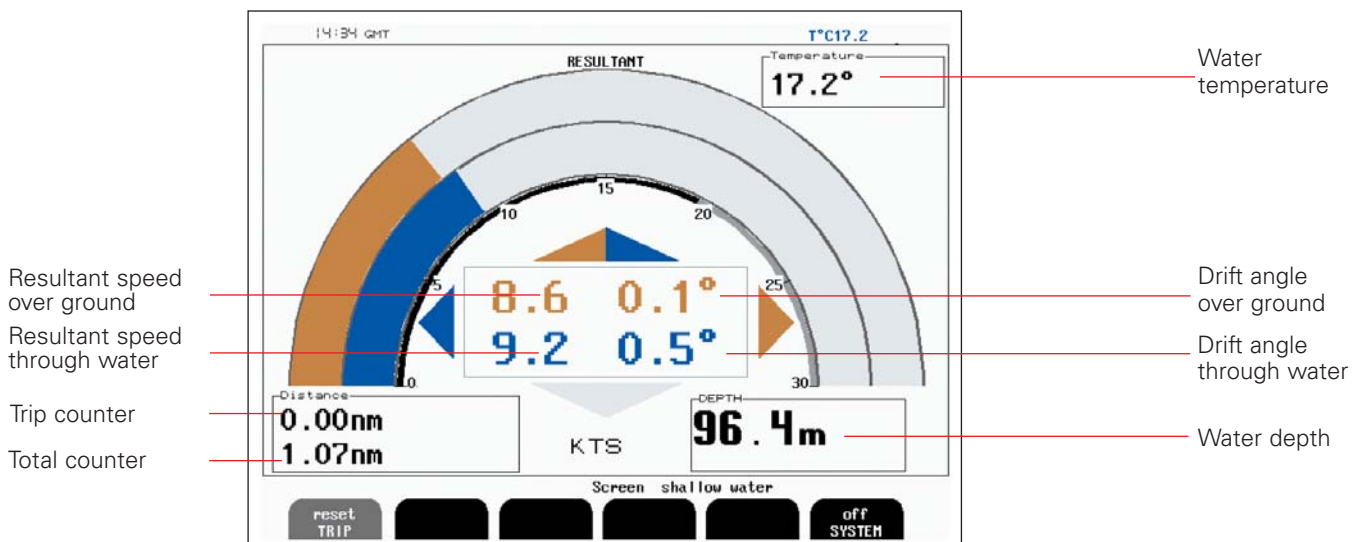 14:34 GMT
T°C17.2
RESULTANT
Temperature
17.2°
Water
temperature
0
5
10
15
20
25
30
8.6 0.1°
9.2 0.5°
Resultant speed
over ground
Resultant speed
through water
Drift angle
over ground
Drift angle
through water
Trip counter
Total counter
Distance
0.00nm
1.07nm
KTS
DEPTH
96.4m
Water depth
Screen shallow water
reset
TRIP
off
SYSTEM